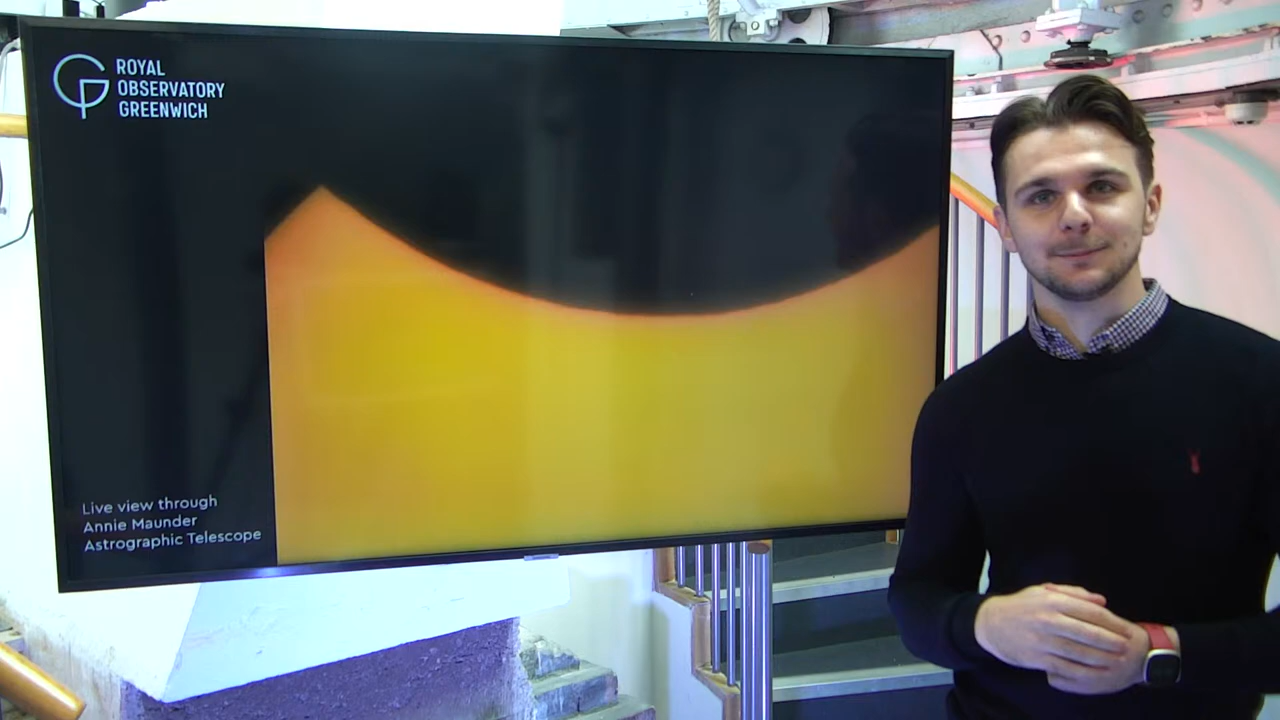 ROYAL
OBSERVATORY
GREENWICH
Live view through
Annie Maunder
Astrographic Telescope